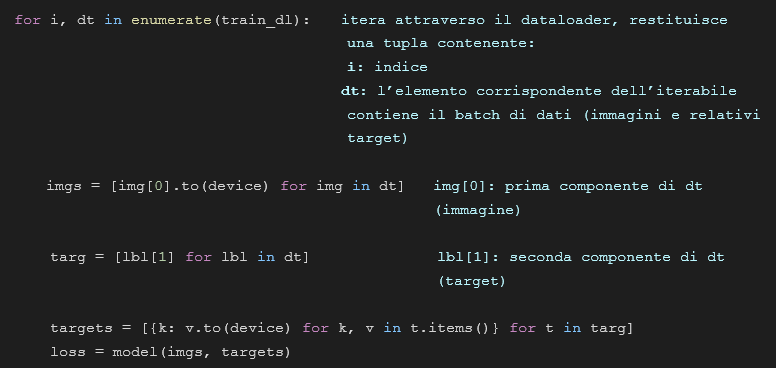 for i, dt in enumerate(train_dl): itera attraverso il dataloader, restituisce
una tupla contenente:
i: indice
dt: l’elemento corrispondente dell’iterabile
contiene il batch di dati (immagini e relativi
target)
imgs = [img[0].to(device) for img in dt] img[0]: prima componente di dt
(immagine)
targ = [lbl[1] for lbl in dt] lbl[1]: seconda componente di dt
(target)
targets = [{k: v.to(device) for k, v in t.items()} for t in targ]
loss = model(imgs, targets)